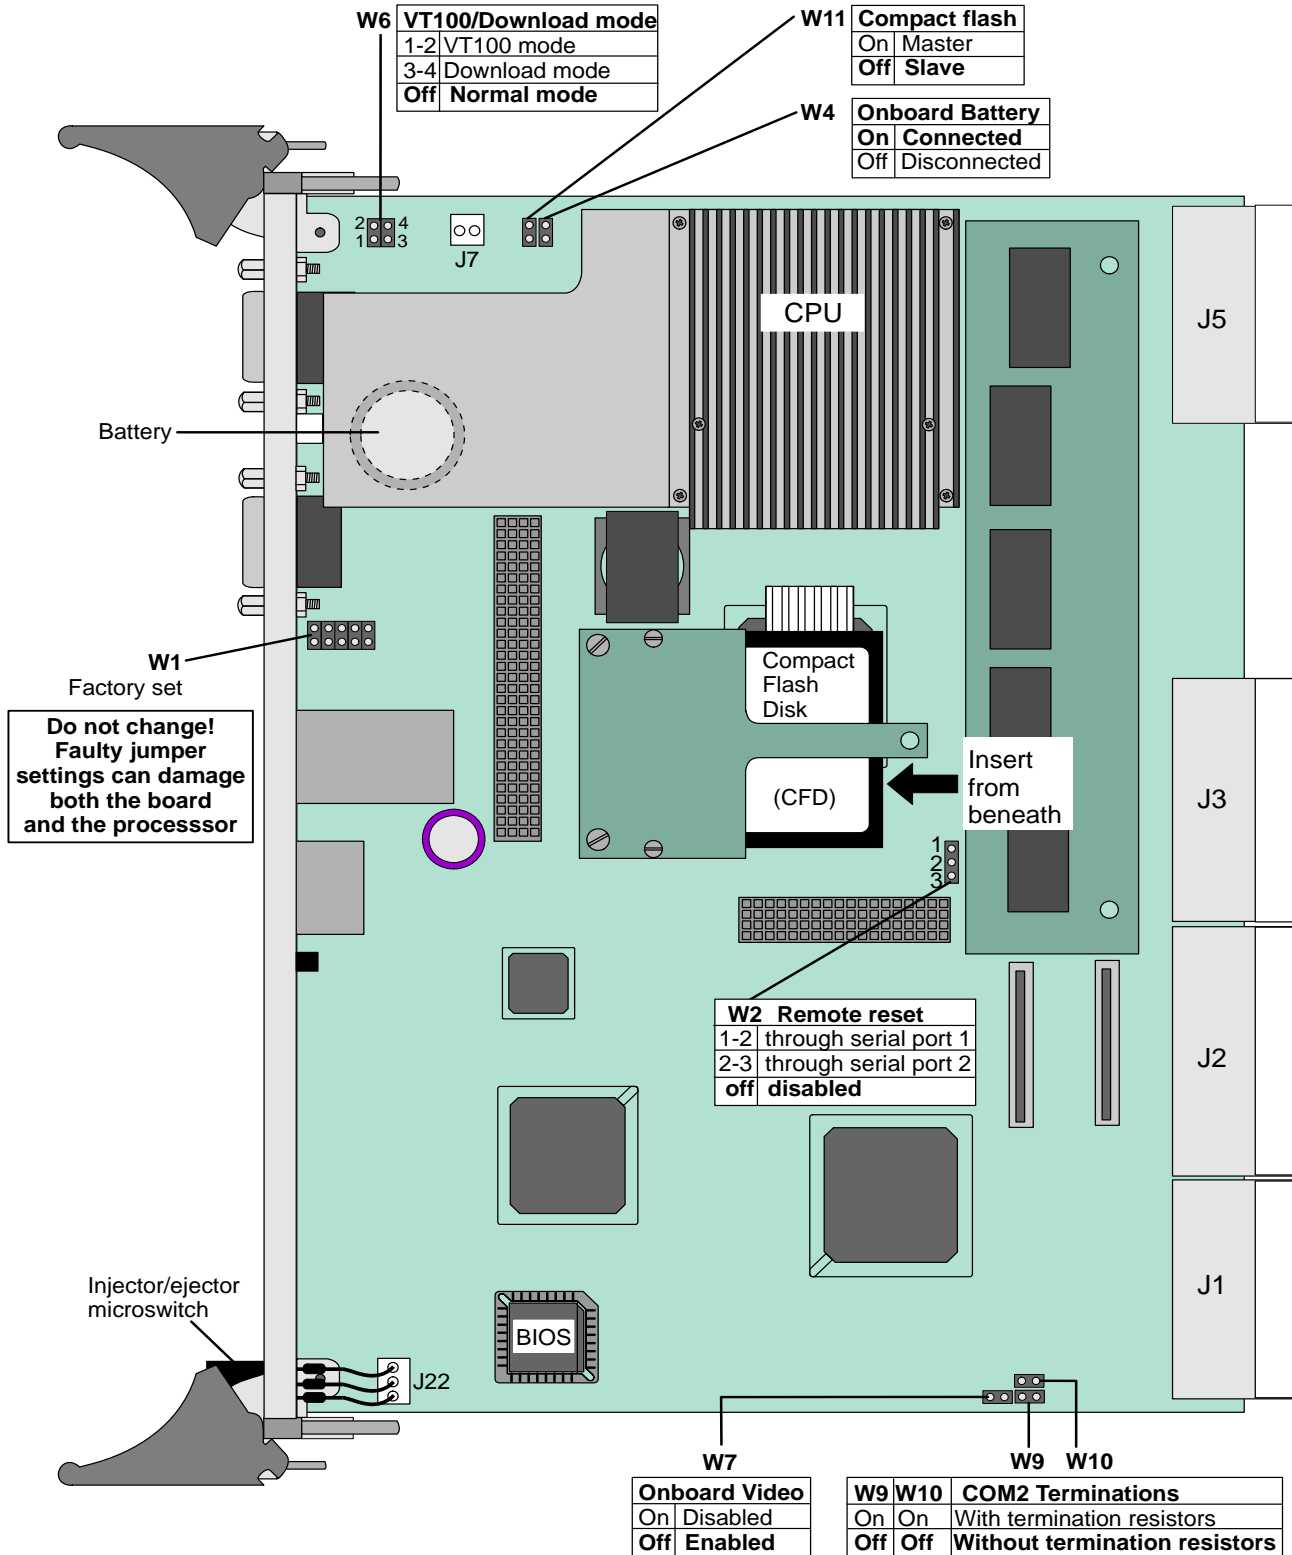 W6 VT100/Download mode
1-2 VT100 mode
3-4 Download mode
Off Normal mode
W11 Compact flash
On Master
Off Slave
W4 Onboard Battery
On Connected
Off Disconnected
2 4
1 3
J7
CPU
J5
Battery
W1
Factory set
Do not change!
Faulty jumper
settings can damage
both the board
and the processsor
Compact
Flash
Disk
(CFD)
Insert
from
beneath
J3
1
2
3
W2 Remote reset
1-2 through serial port 1
2-3 through serial port 2
off disabled
J2
J1
Injector/ejector
microswitch
BIOS
J22
W7
Onboard Video
On Disabled
Off Enabled
W9 W10
W9 W10 COM2 Terminations
On On With termination resistors
Off Off Without termination resistors